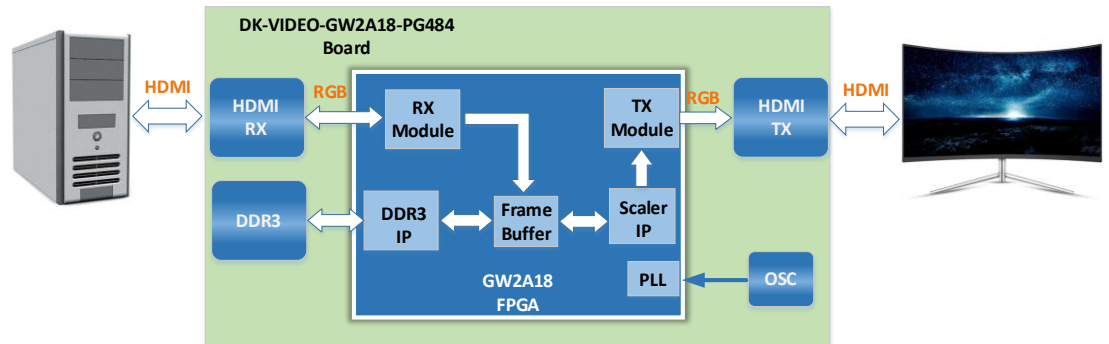 DK-VIDEO-GW2A18-PG484
Board
HDMI
HDMI
RX
RGB
RX
Module
TX
Module
RGB
HDMI
TX
HDMI
DDR3
DDR3
IP
Frame
Buffer
Scaler
IP
PLL
OSC
GW2A18
FPGA